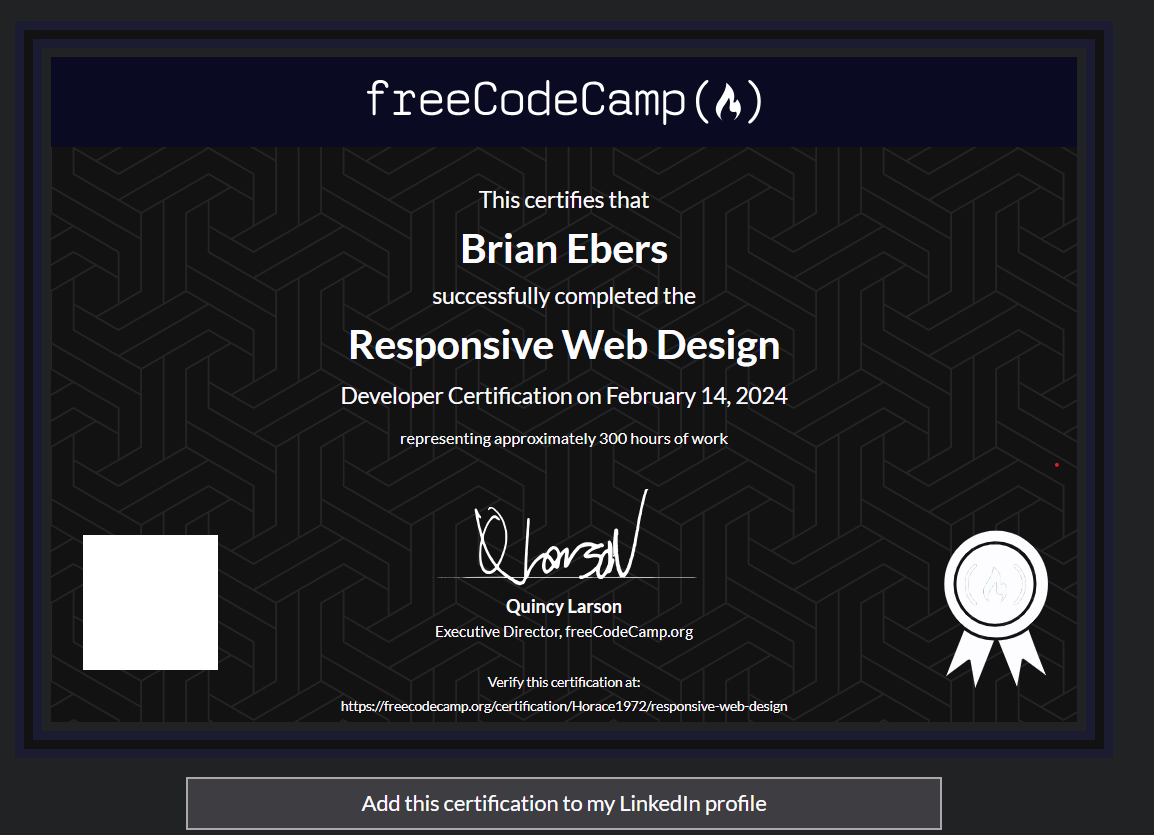 freeCodeCamp(🔥)
This certifies that
Brian Ebers
successfully completed the
Responsive Web Design
Developer Certification on February 14, 2024
representing approximately 300 hours of work
Q Larson
Quincy Larson
Executive Director, freeCodeCamp.org
Verify this certification at:
https://freecodecamp.org/certification/Horace1972/responsive-web-design
Add this certification to my LinkedIn profile